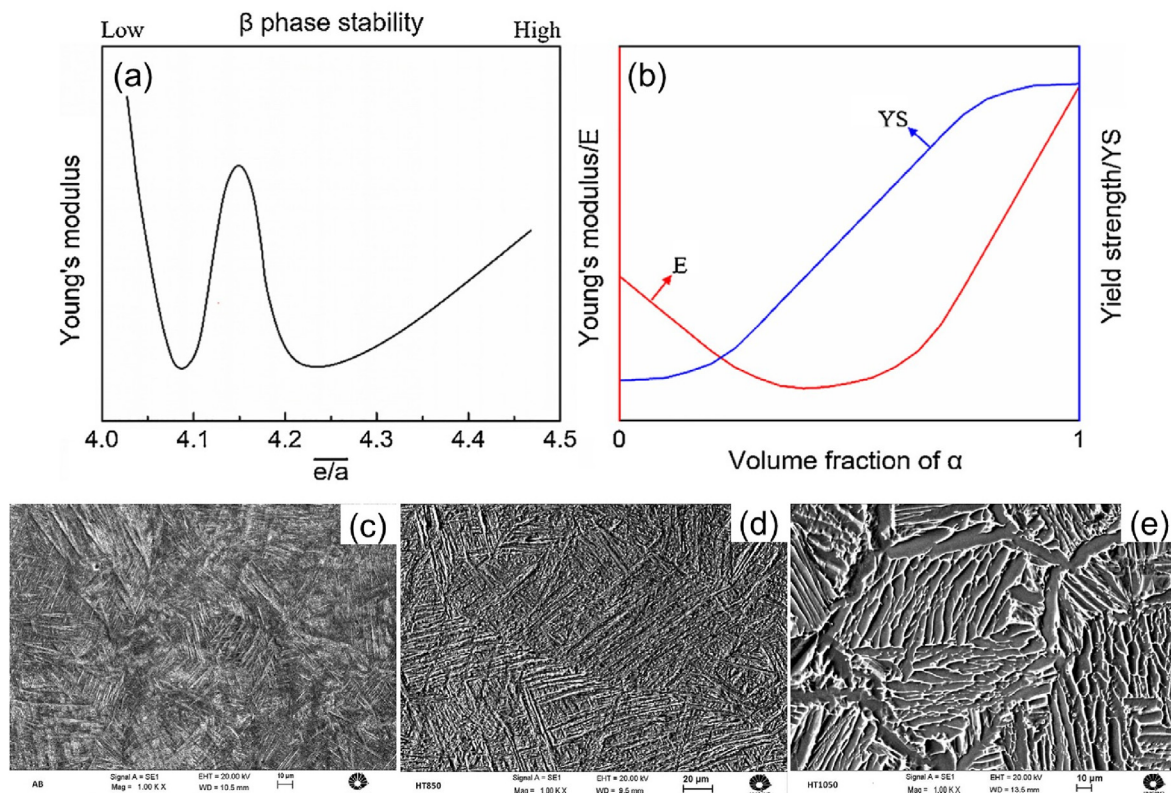 Low β phase stability High
(a)
Young's modulus
4.0 4.1 4.2 4.3 4.4 4.5
e/a
(b)
Young's modulus/E
YS
E
Yield strength/YS
0 1
Volume fraction of α
(c)
AB
Signal A = SE1 EHT = 20.00 kV 10 µm
Mag = 1.00 K X WD = 10.5 mm
(d)
HT850
Signal A = SE1 EHT = 20.00 kV 20 µm
Mag = 1.00 K X WD = 9.5 mm
(e)
HT1050
Signal A = SE1 EHT = 20.00 kV 10 µm
Mag = 1.00 K X WD = 13.5 mm